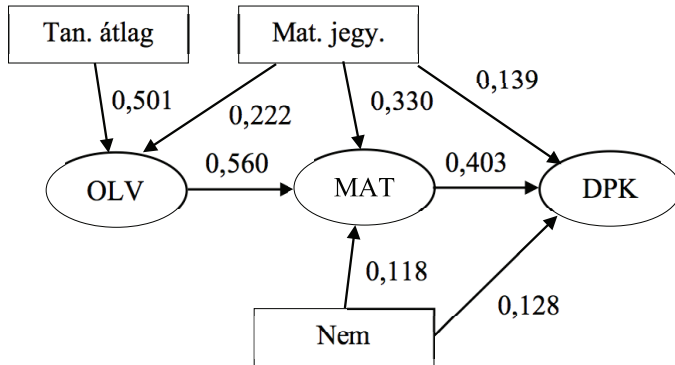 Tan. átlag
Mat. jegy.
0,501
0,222
0,330
0,139
OLV
0,560
MAT
0,403
DPK
0,118
0,128
Nem